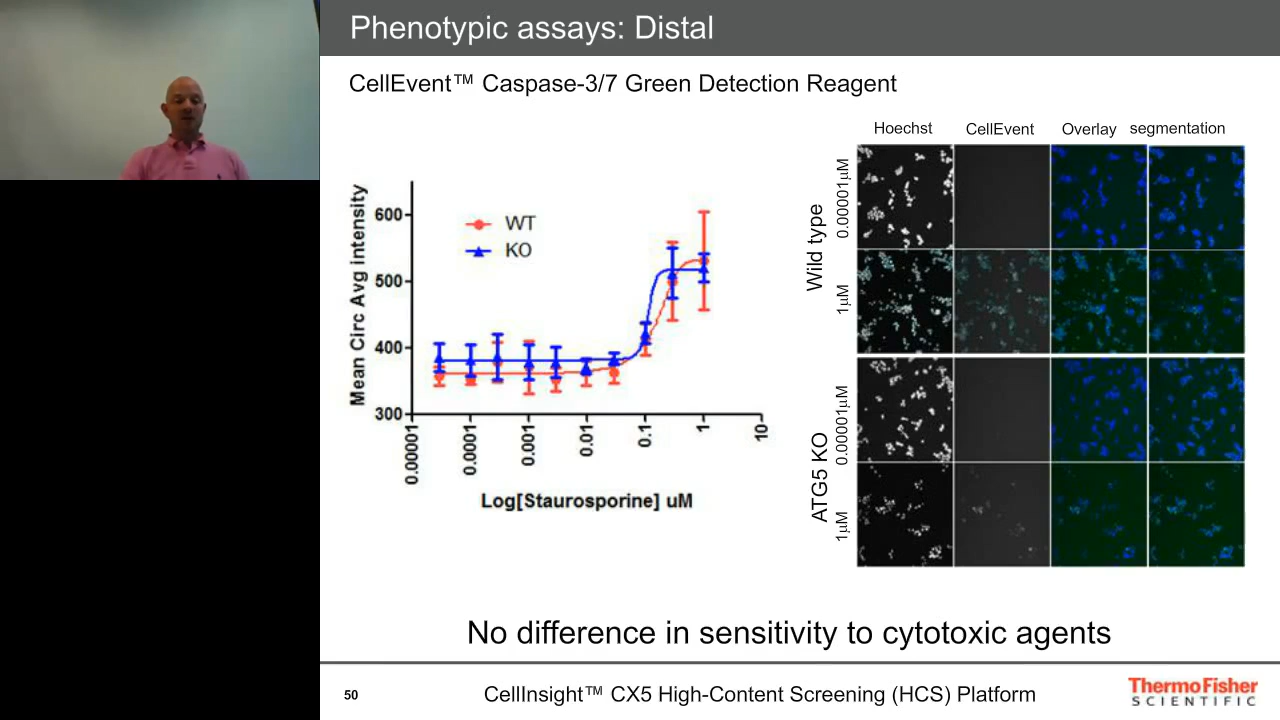 Phenotypic assays: Distal
CellEvent™ Caspase-3/7 Green Detection Reagent
Hoechst CellEvent Overlay segmentation
Mean Circ Avg intensity
600
500
400
300
WT
KO
0.00001
0.0001
0.001
0.01
0.1
1
10
Log[Staurosporine] uM
Wild type
0.00001µM
1µM
ATG5 KO
0.00001µM
1µM
No difference in sensitivity to cytotoxic agents
50
CellInsight™ CX5 High-Content Screening (HCS) Platform
ThermoFisher
SCIENTIFIC